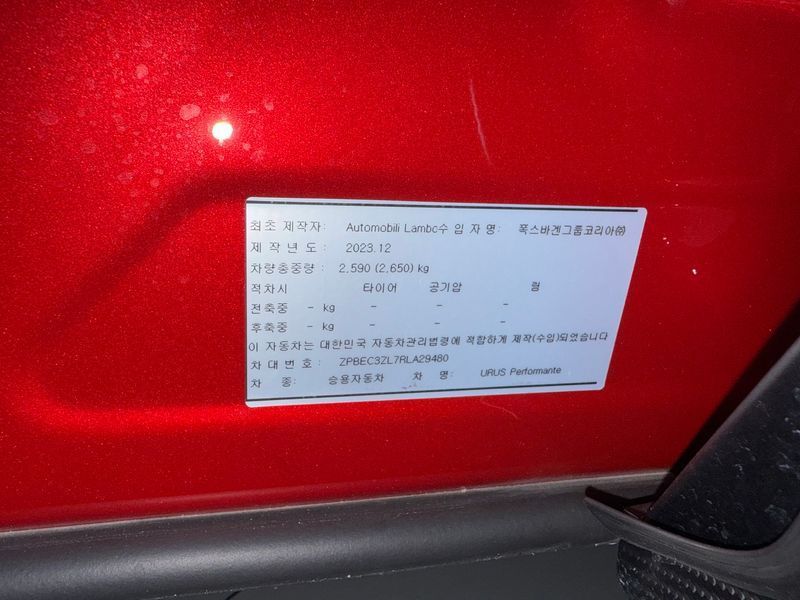 최초 제작자: Automobili Lambc수 입 자 명: 폭스바겐그룹코리아㈜
제 작 년 도 : 2023.12
차량총중량 : 2,590 (2,650) kg
적차시 타이어 공기압 림
전축중 - kg - - -
후축중 - kg - - -
이 자동차는 대한민국 자동차관리법령에 적합하게 제작(수입)되었습니다
차 대 번 호 : ZPBEC3ZL7RLA29480
차 종: 승용자동차 차 명: URUS Performante